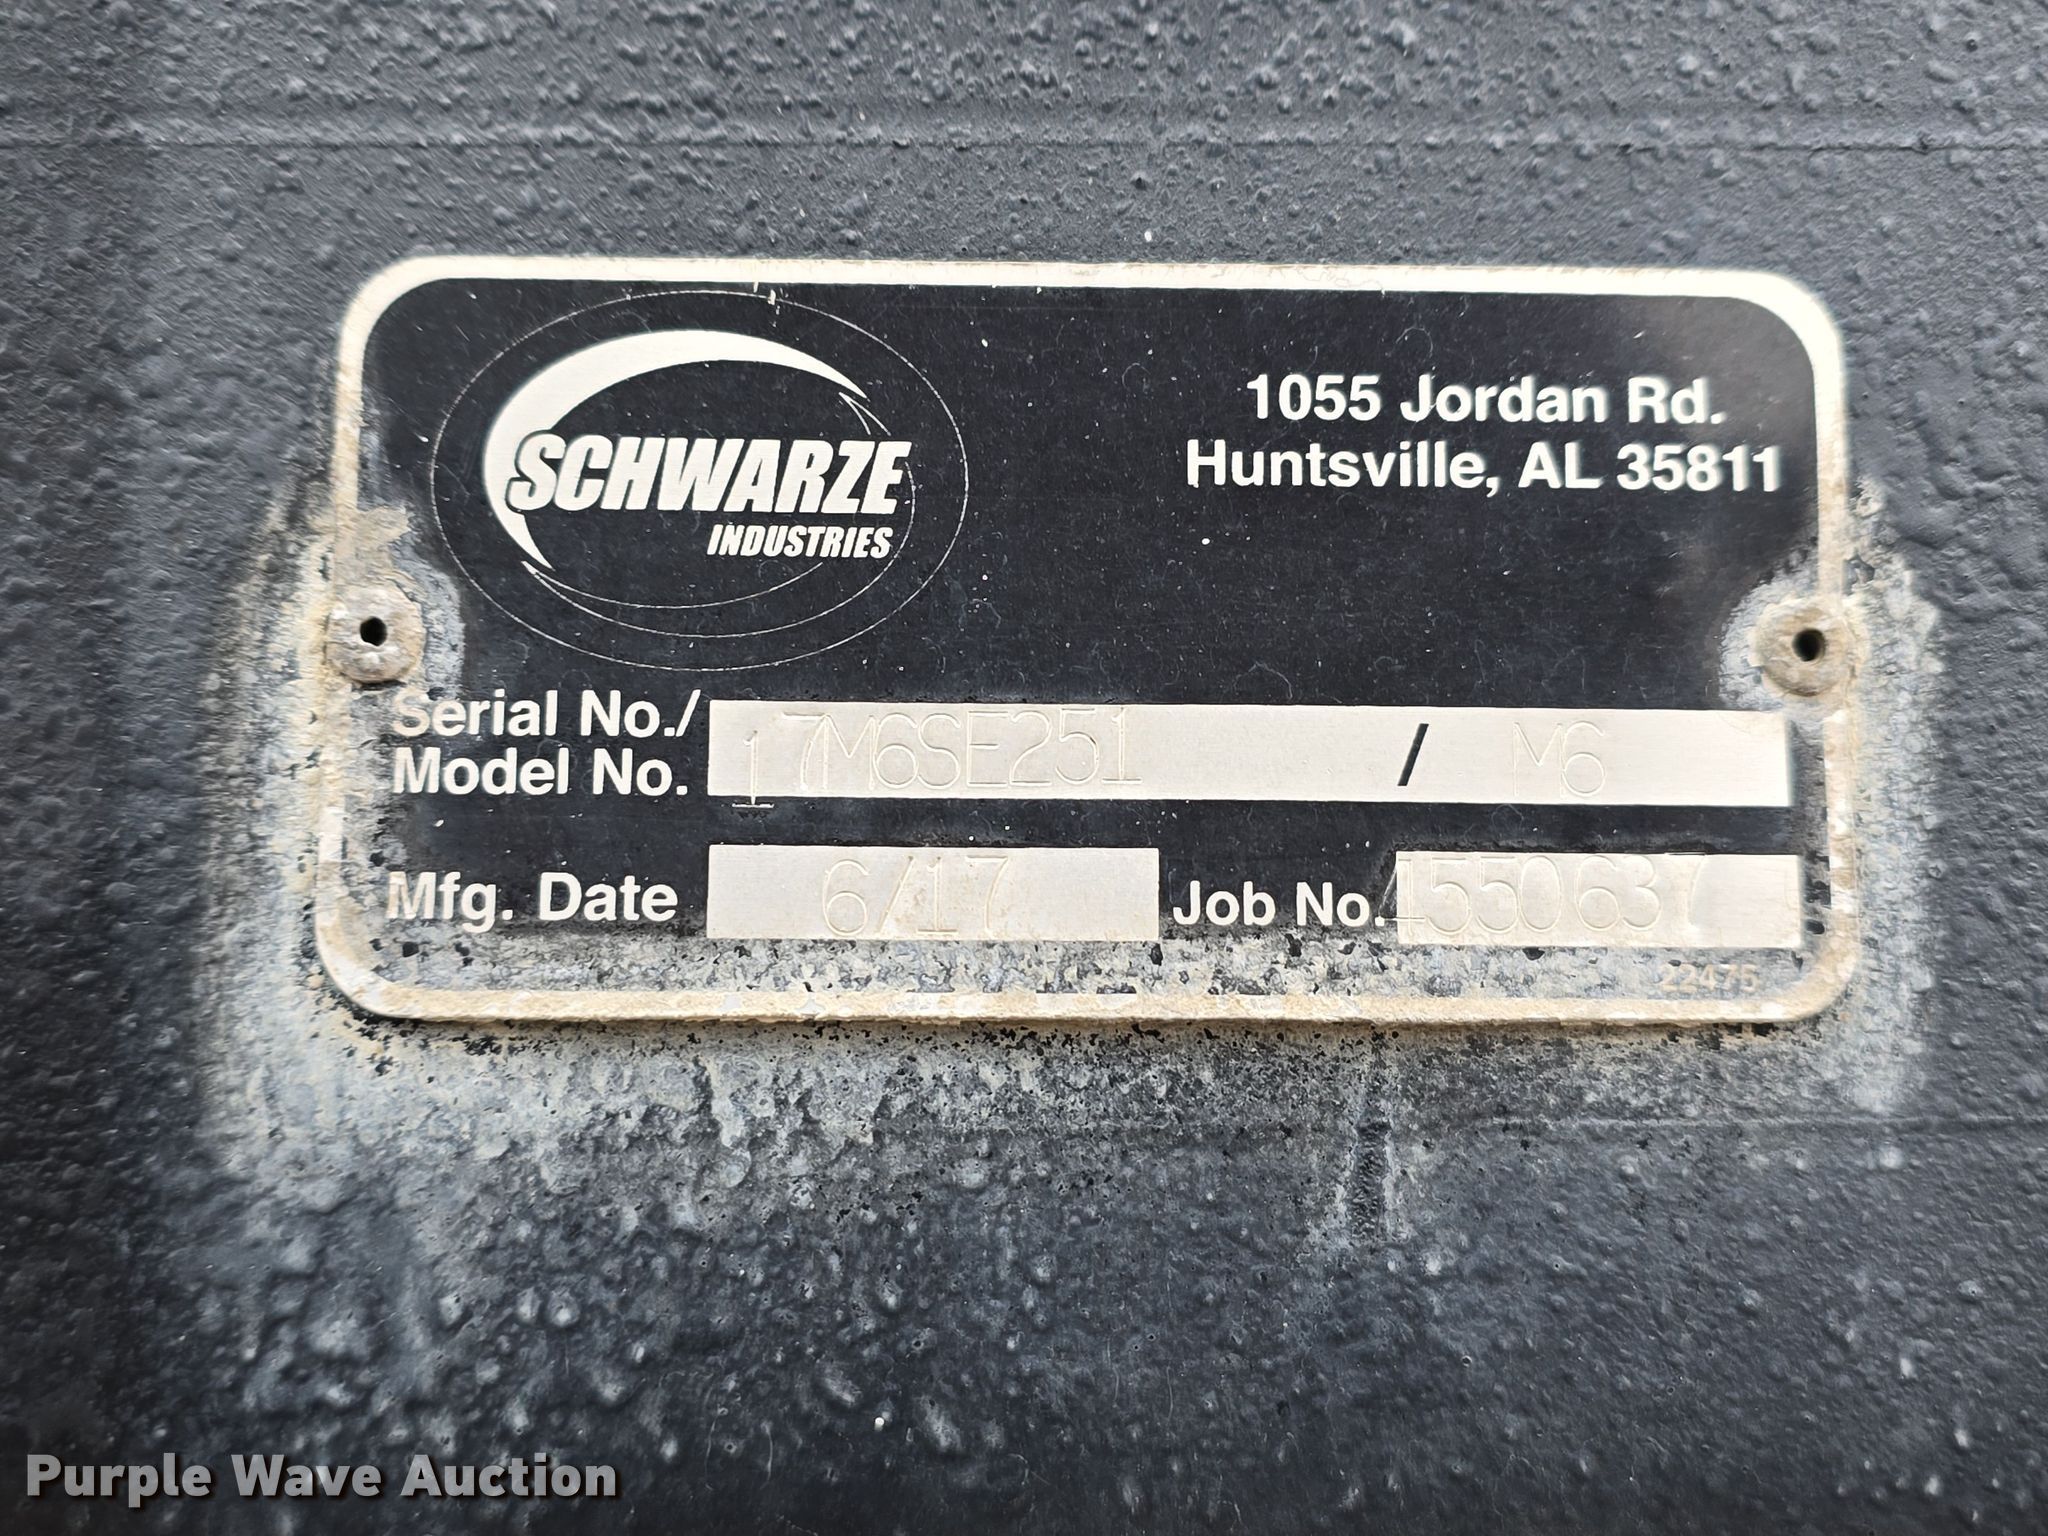 SCHWARZE
INDUSTRIES
1055 Jordan Rd.
Huntsville, AL 35811
Serial No./
Model No.
17M6SE251 / M6
Mfg. Date 6/17 Job No. 1550637
22475
Purple Wave Auction